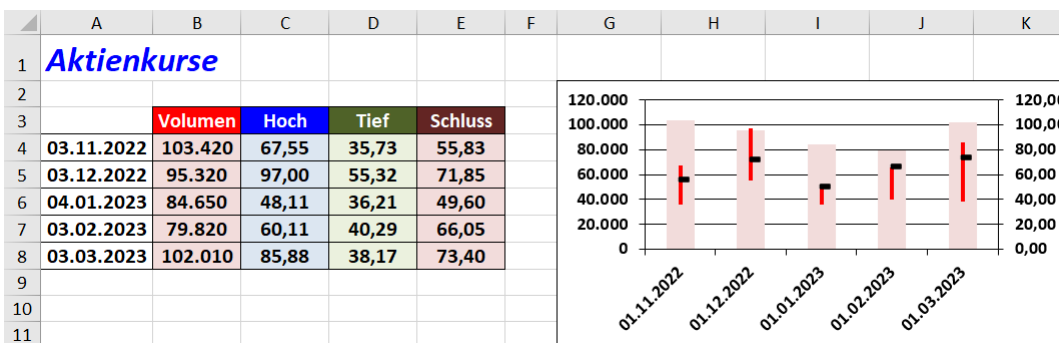 A B C D E F G H I J K
1 Aktienkurse
2
3 Volumen Hoch Tief Schluss
4 03.11.2022 103.420 67,55 35,73 55,83
5 03.12.2022 95.320 97,00 55,32 71,85
6 04.01.2023 84.650 48,11 36,21 49,60
7 03.02.2023 79.820 60,11 40,29 66,05
8 03.03.2023 102.010 85,88 38,17 73,40
9
10
11
120.000 120,00
100.000 100,00
80.000 80,00
60.000 60,00
40.000 40,00
20.000 20,00
0 0,00
01.11.2022 01.12.2022 01.01.2023 01.02.2023 01.03.2023